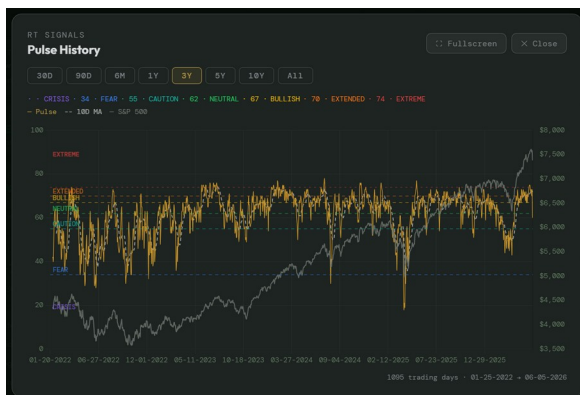 RT SIGNALS
Pulse History
Fullscreen
× Close
30D 90D 6M 1Y 3Y 5Y 10Y All
· · CRISIS · 34 · FEAR · 55 · CAUTION · 62 · NEUTRAL · 67 · BULLISH · 70 · EXTENDED · 74 · EXTREME
— Pulse -- 10D MA — S&P 500
100 $8,000
EXTREME $7,500
80 $7,000
EXTENDED
BULLISH $6,500
NEUTRAL
60 $6,000
CAUTION
$5,500
40
FEAR $5,000
20 $4,500
CRISIS
$4,000
0 $3,500
01-20-2022 06-27-2022 12-01-2022 05-11-2023 10-18-2023 03-27-2024 09-04-2024 02-12-2025 07-23-2025 12-29-2025
1095 trading days · 01-25-2022 → 06-05-2026